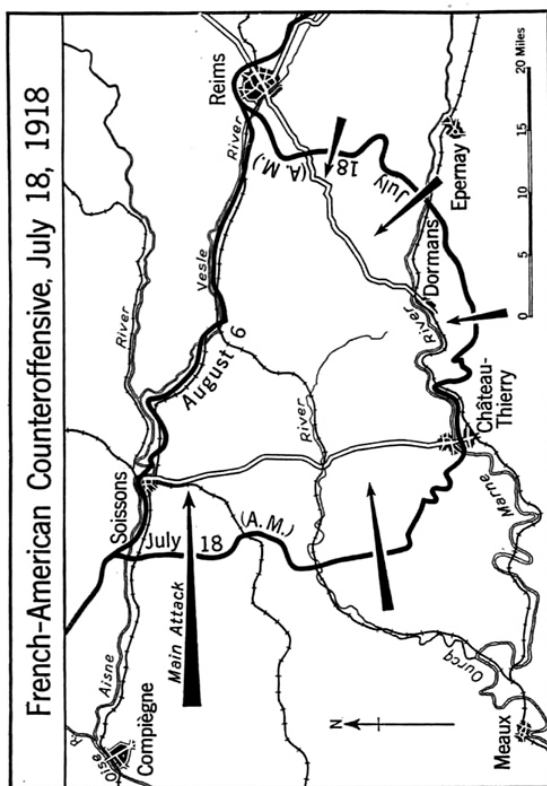 French-American Counteroffensive, July 18, 1918
Oise R.
Compiègne
Aisne
Soissons
River
Vesle
River
Reims
July 18
(A.M.)
Main Attack
August 6
River
(A.M.)
July 18
N
Ourcq
Meaux
Marne
Château-
Thierry
River
Dormans
Epernay
0 5 10 15 20 Miles